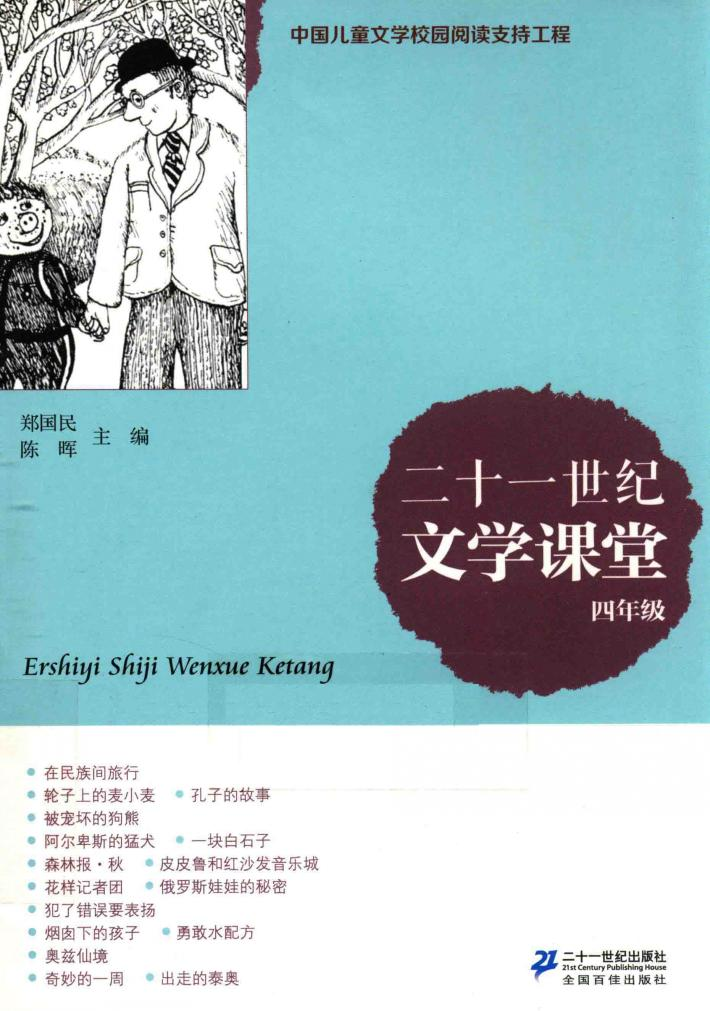 中国儿童文学校园阅读支持工程
郑国民
陈 晖 主 编
二十一世纪
文学课堂
四年级
Ershiyi Shiji Wenxue Ketang
在民族间旅行
轮子上的麦小麦 孔子的故事
被宠坏的狗熊
阿尔卑斯的猛犬 一块白石子
森林报·秋 皮皮鲁和红沙发音乐城
花样记者团 俄罗斯娃娃的秘密
犯了错误要表扬
烟囱下的孩子 勇敢水配方
奥兹仙境
奇妙的一周 出走的泰奥
21 二十一世纪出版社
21st Century Publishing House
全国百佳出版社